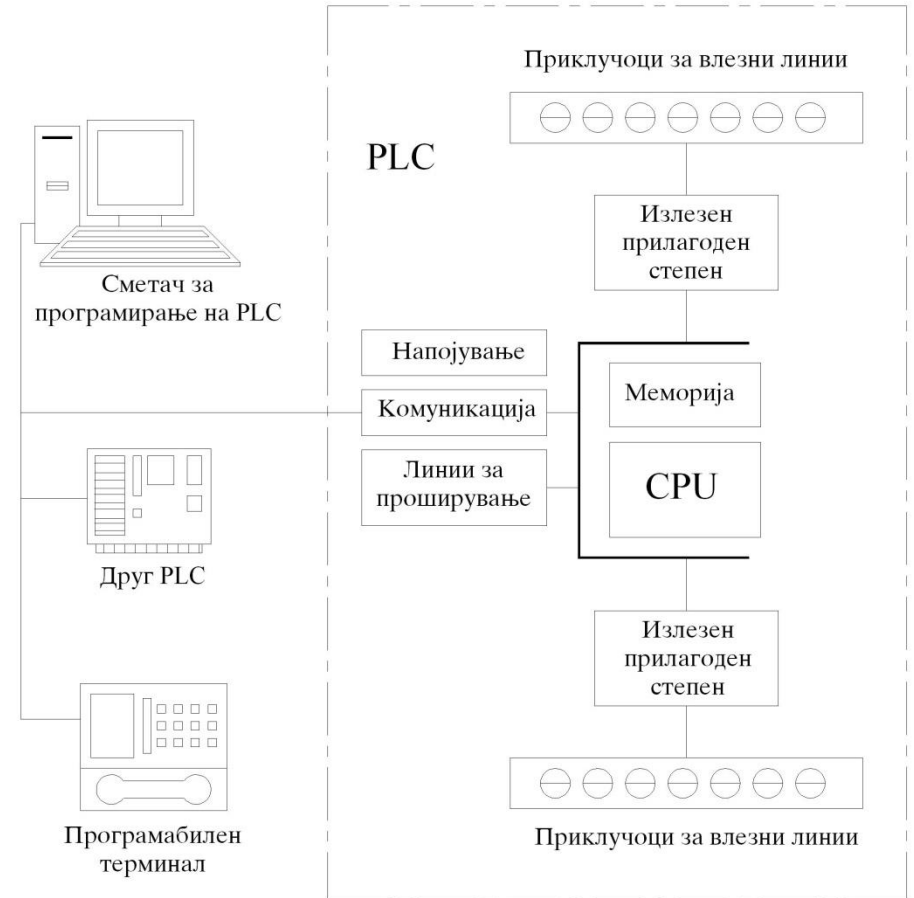 Приклучоци за влезни линии
PLC
Излезен
прилагоден
степен
Сметач за
програмирање на PLC
Напојување
Комуникација
Линии за
проширување
Меморија
CPU
Друг PLC
Излезен
прилагоден
степен
Програмабилен
терминал
Приклучоци за влезни линии